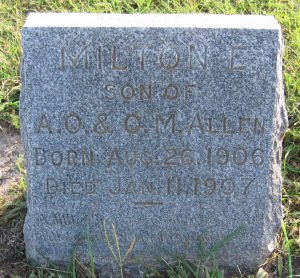 MILTON E
SON OF
A.O. & C.M. ALLEN
BORN AUG. 26, 1906
DIED JAN. 11, 1907